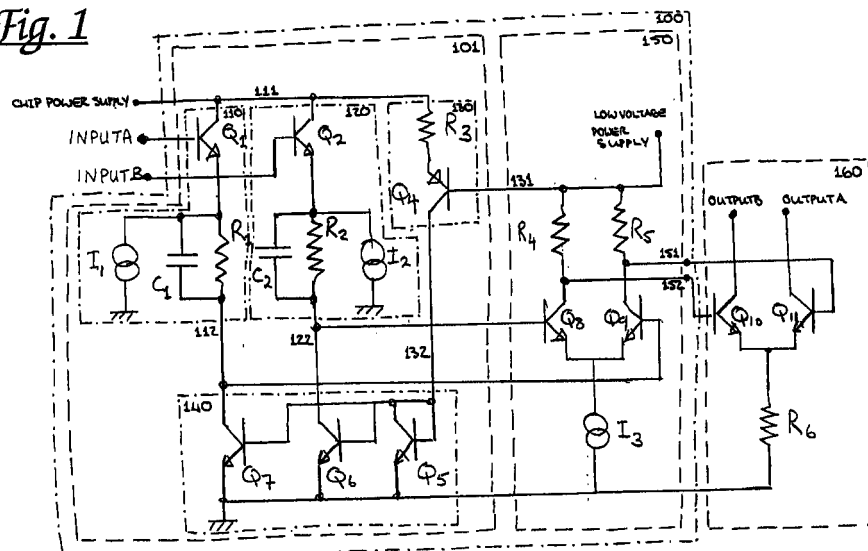 Fig. 1
100
101
150
CHIP POWER SUPPLY
111
110
120
130
LOW VOLTAGE
POWER
SUPPLY
INPUTA
Q1
Q2
R3
INPUTB
131
160
Q4
OUTPUTB
OUTPUTA
I1
C1
R1
C2
R2
I2
R4
R5
151
152
112
122
132
Q8
Q9
Q10
Q11
140
Q7
Q6
Q5
I3
R6